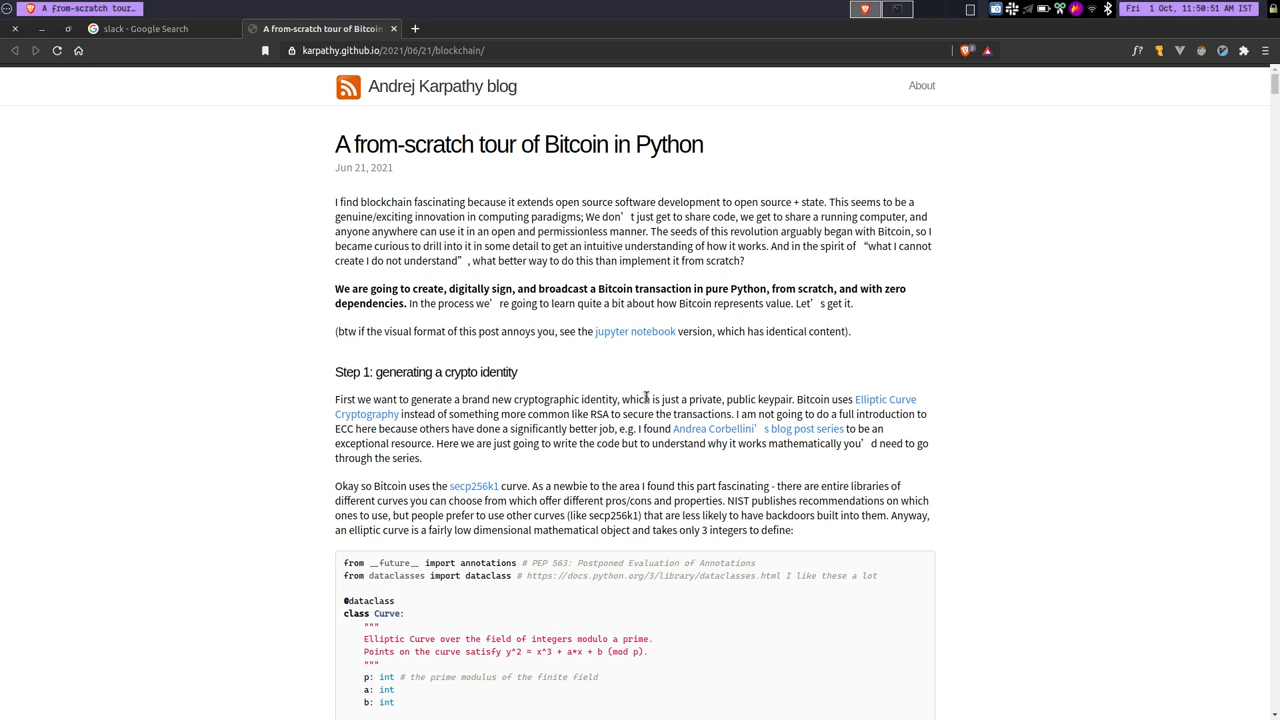 A from-scratch tour...
Fri 1 Oct, 11:50:51 AM IST
slack - Google Search
A from-scratch tour of Bitcoin
karpathy.github.io/2021/06/21/blockchain/
Andrej Karpathy blog
About
A from-scratch tour of Bitcoin in Python
Jun 21, 2021
I find blockchain fascinating because it extends open source software development to open source + state. This seems to be a
genuine/exciting innovation in computing paradigms; We don’t just get to share code, we get to share a running computer, and
anyone anywhere can use it in an open and permissionless manner. The seeds of this revolution arguably began with Bitcoin, so I
became curious to drill into it in some detail to get an intuitive understanding of how it works. And in the spirit of “what I cannot
create I do not understand”, what better way to do this than implement it from scratch?
We are going to create, digitally sign, and broadcast a Bitcoin transaction in pure Python, from scratch, and with zero
dependencies. In the process we’re going to learn quite a bit about how Bitcoin represents value. Let’s get it.
(btw if the visual format of this post annoys you, see the jupyter notebook version, which has identical content).
Step 1: generating a crypto identity
First we want to generate a brand new cryptographic identity, which is just a private, public keypair. Bitcoin uses Elliptic Curve
Cryptography instead of something more common like RSA to secure the transactions. I am not going to do a full introduction to
ECC here because others have done a significantly better job, e.g. I found Andrea Corbellini’s blog post series to be an
exceptional resource. Here we are just going to write the code but to understand why it works mathematically you’d need to go
through the series.
Okay so Bitcoin uses the secp256k1 curve. As a newbie to the area I found this part fascinating - there are entire libraries of
different curves you can choose from which offer different pros/cons and properties. NIST publishes recommendations on which
ones to use, but people prefer to use other curves (like secp256k1) that are less likely to have backdoors built into them. Anyway,
an elliptic curve is a fairly low dimensional mathematical object and takes only 3 integers to define:
from __future__ import annotations # PEP 563: Postponed Evaluation of Annotations
from dataclasses import dataclass # https://docs.python.org/3/library/dataclasses.html I like these a lot
@dataclass
class Curve:
"""
Elliptic Curve over the field of integers modulo a prime.
Points on the curve satisfy y^2 = x^3 + a*x + b (mod p).
"""
p: int # the prime modulus of the finite field
a: int
b: int